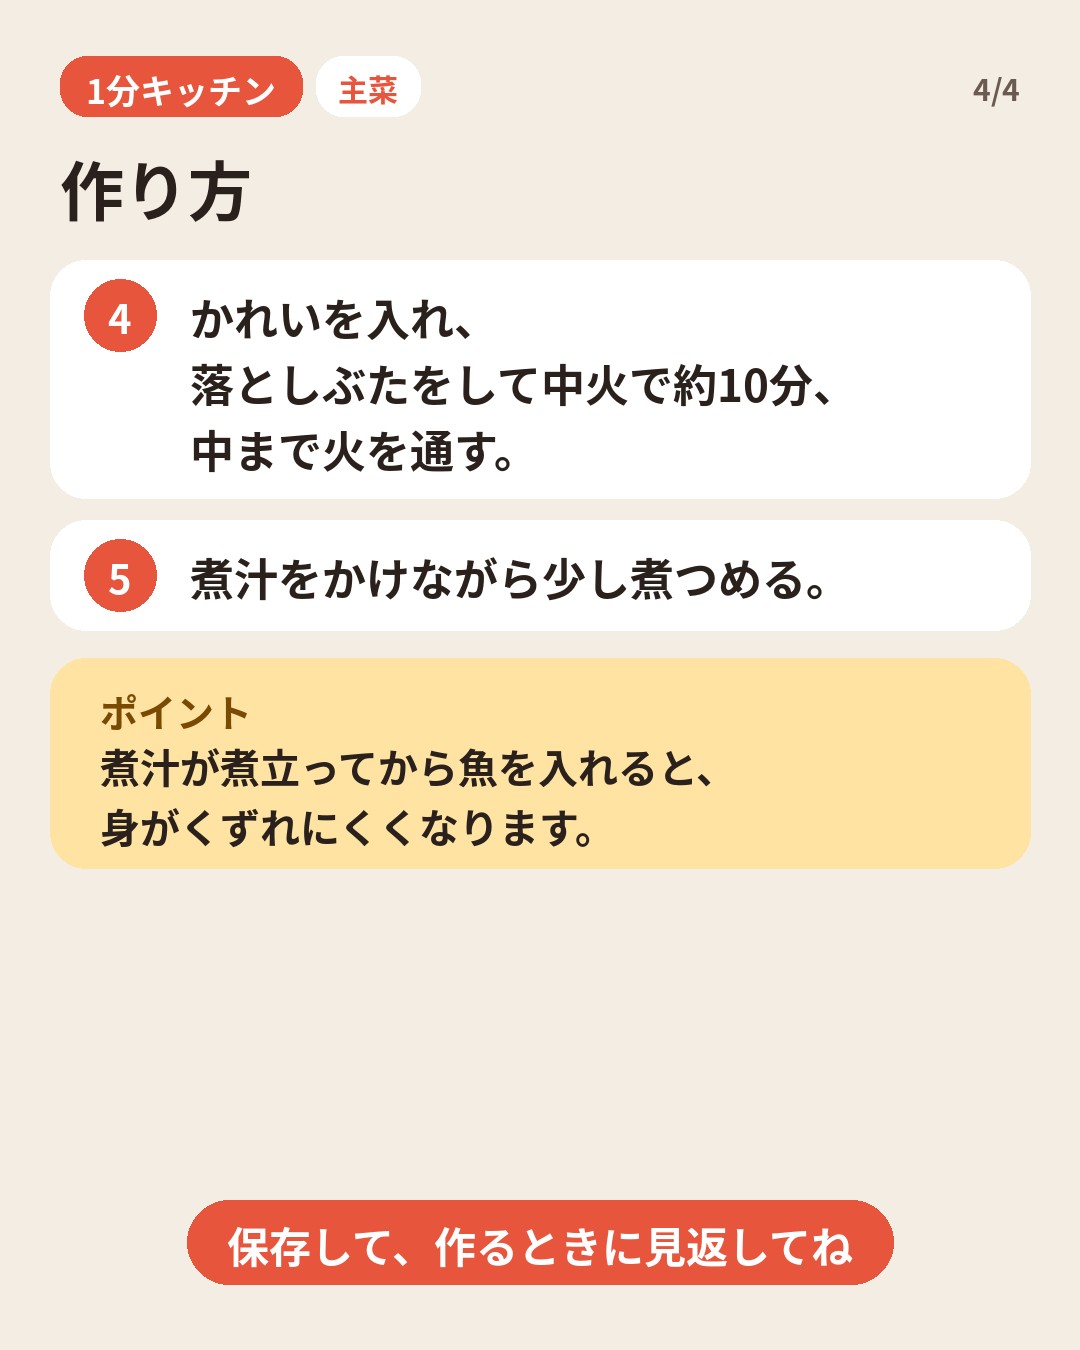 1分キッチン
主菜
4/4
作り方
4
かれいを入れ、
落としぶたをして中火で約10分、
中まで火を通す。
5
煮汁をかけながら少し煮つめる。
ポイント
煮汁が煮立ってから魚を入れると、
身がくずれにくくなります。
保存して、作るときに見返してね